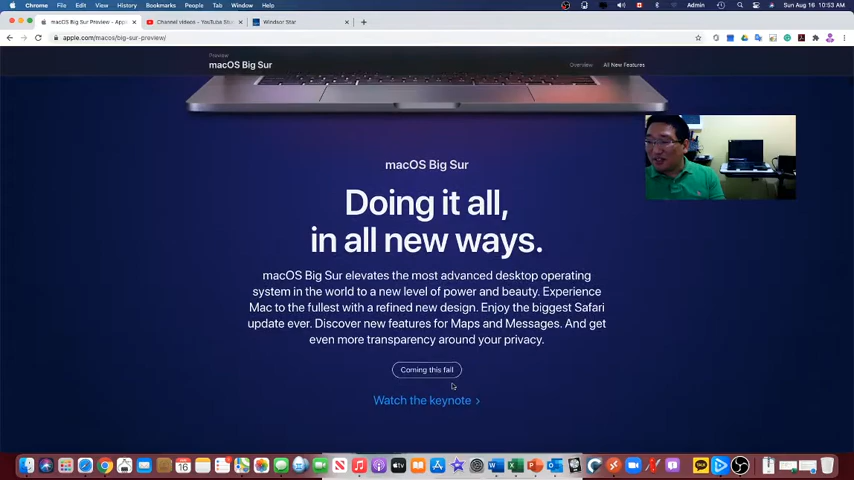 Chrome File Edit View History Bookmarks People Tab Window Help Admin Sun Aug 16 10:53 AM
macOS Big Sur Preview - Apple Channel videos - YouTube Stu Windsor Star
apple.com/macos/big-sur-preview/
Preview
macOS Big Sur Overview All New Features
macOS Big Sur
Doing it all,
in all new ways.
macOS Big Sur elevates the most advanced desktop operating
system in the world to a new level of power and beauty. Experience
Mac to the fullest with a refined new design. Enjoy the biggest Safari
update ever. Discover new features for Maps and Messages. And get
even more transparency around your privacy.
Coming this fall
Watch the keynote >